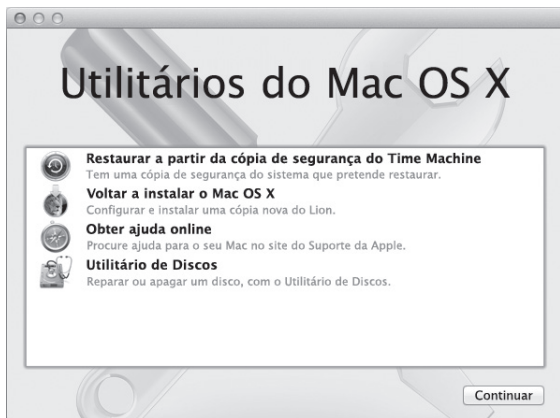 Utilitários do Mac OS X
Restaurar a partir da cópia de segurança do Time Machine
Tem uma cópia de segurança do sistema que pretende restaurar.
Voltar a instalar o Mac OS X
Configurar e instalar uma cópia nova do Lion.
Obter ajuda online
Procure ajuda para o seu Mac no site do Suporte da Apple.
Utilitário de Discos
Reparar ou apagar um disco, com o Utilitário de Discos.
Continuar